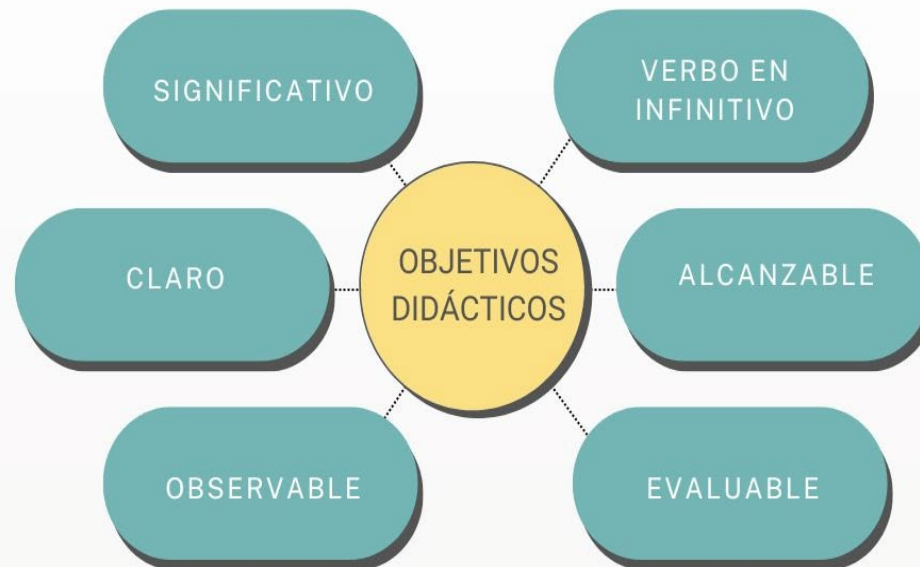 SIGNIFICATIVO
VERBO EN
INFINITIVO
CLARO
OBJETIVOS
DIDÁCTICOS
ALCANZABLE
OBSERVABLE
EVALUABLE